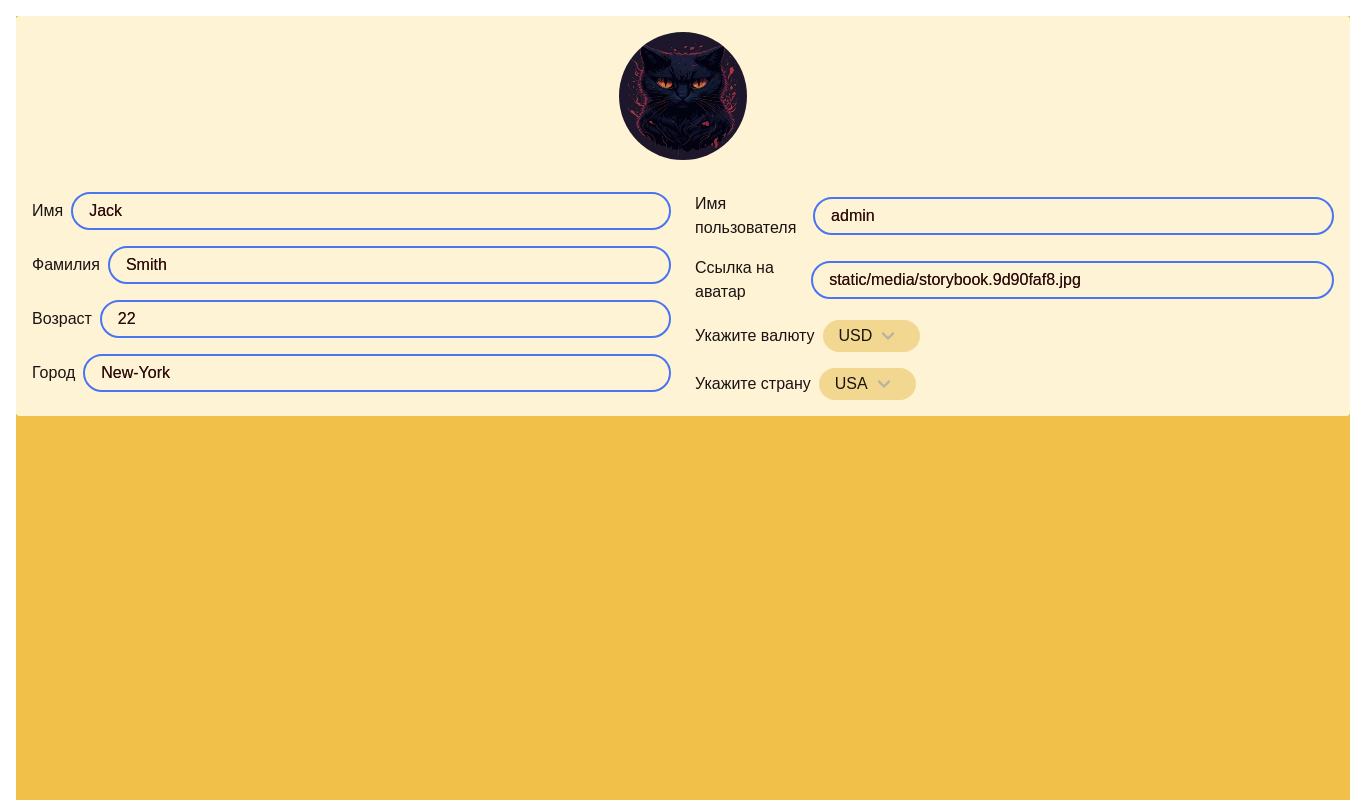 Имя Jack
Фамилия Smith
Возраст 22
Город New-York
Имя
пользователя admin
Ссылка на
аватар static/media/storybook.9d90faf8.jpg
Укажите валюту USD
Укажите страну USA